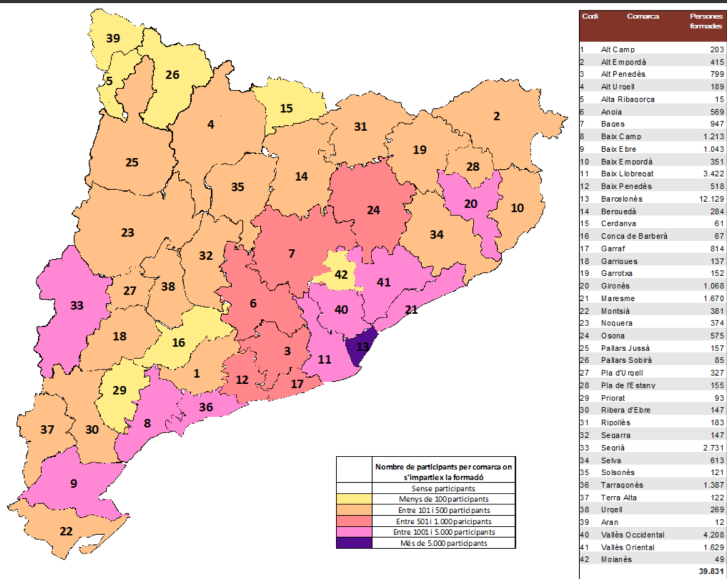 39
26
5
15
2
4
31
19
25
28
14
35
20
24
10
23
34
7
32
42
41
27
38
33
6
40
21
18
16
13
3
11
1
12
17
29
36
8
37
30
9
22
Nombre de participants per comarca on
s'Imparteix la formadó
Sense participants
Menys de 100 participants
Entre 101 i 500 participants
Entre 501 i 1.000 paricipants
Entre 1001 i 5.000 participants
Més de 5.000 participants
Codi Comarca Persones
formades
1 Alt Camp 203
2 Alt Empordà 415
3 Alt Penedès 799
4 Alt Urgell 189
5 Alta Ribagorça 15
6 Anoia 569
7 Bages 947
8 Baix Camp 1.213
9 Baix Ebre 1.043
10 Baix Empordà 351
11 Baix Llobregat 3.422
12 Baix Penedès 518
13 Barcelonès 12.129
14 Berguedà 284
15 Cerdanya 61
16 Conca de Barberà 67
17 Garraf 814
18 Garrigues 137
19 Garrotxa 152
20 Gironès 1.068
21 Maresme 1.670
22 Montsià 381
23 Noguera 374
24 Osona 575
25 Pallars Jussà 157
26 Pallars Sobirà 85
27 Pla d'Urgell 327
28 Pla de l'Estany 155
29 Priorat 93
30 Ribera d'Ebre 147
31 Ripollès 183
32 Segarra 147
33 Segrià 2.731
34 Selva 613
35 Solsonès 121
36 Tarragonès 1.387
37 Terra Alta 122
38 Urgell 269
39 Aran 12
40 Vallès Occidental 4.208
41 Vallès Oriental 1.629
42 Moianès 49
39.831